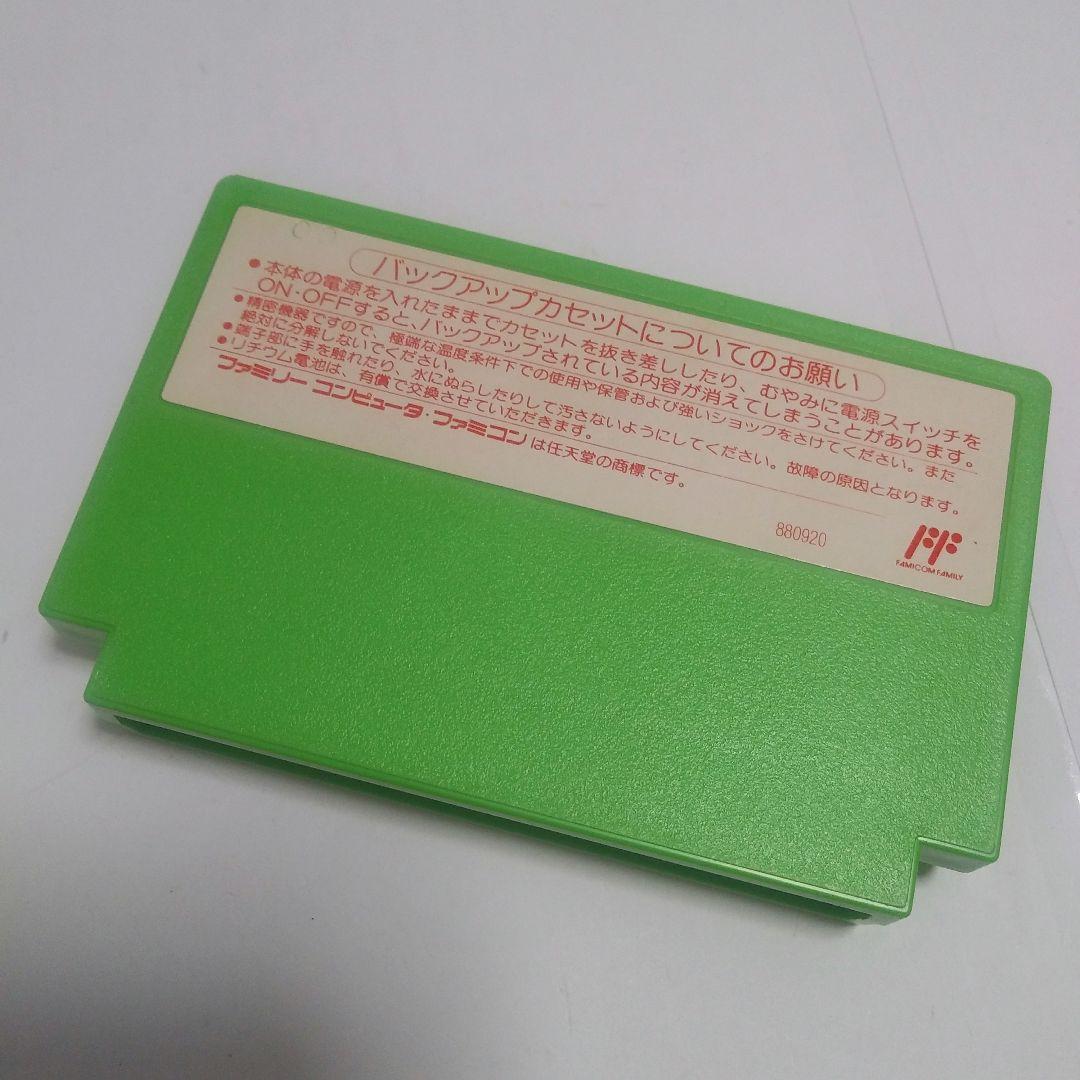 バックアップカセットについてのお願い
●本体の電源を入れたままでカセットを抜き差ししたり、むやみに電源スイッチを
ON・OFFすると、バックアップされている内容が消えてしまうことがあります。
●精密機器ですので、極端な温度条件下での使用や保管および強いショックをさけてください。また
絶対に分解しないでください。
●端子部に手を触れたり、水にぬらしたりして汚さないようにしてください。故障の原因となります。
●リチウム電池は、有償で交換させていただきます。
ファミリーコンピュータ・ファミコンは任天堂の商標です。
880920
FAMICOM FAMILY